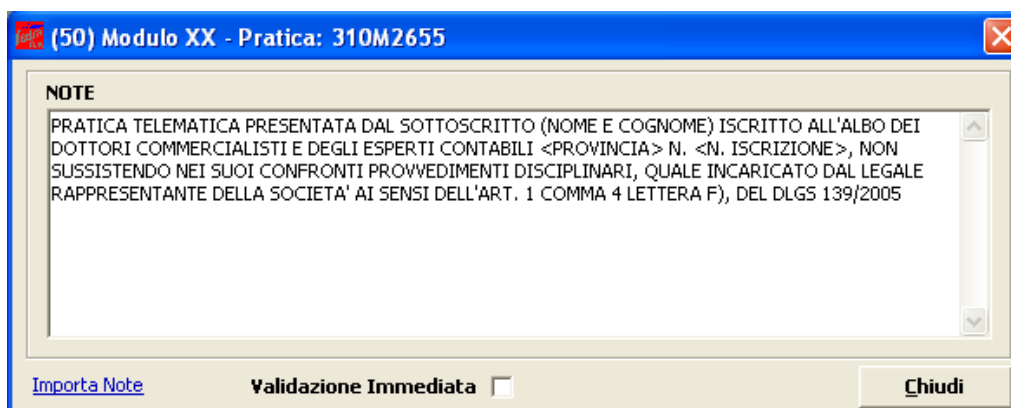 (50) Modulo XX - Pratica: 310M2655
NOTE
PRATICA TELEMATICA PRESENTATA DAL SOTTOSCRITTO (NOME E COGNOME) ISCRITTO ALL'ALBO DEI
DOTTORI COMMERCIALISTI E DEGLI ESPERTI CONTABILI <PROVINCIA> N. <N. ISCRIZIONE>, NON
SUSSISTENDO NEI SUOI CONFRONTI PROVVEDIMENTI DISCIPLINARI, QUALE INCARICATO DAL LEGALE
RAPPRESENTANTE DELLA SOCIETA' AI SENSI DELL'ART. 1 COMMA 4 LETTERA F), DEL DLGS 139/2005
Importa Note Validazione Immediata Chiudi